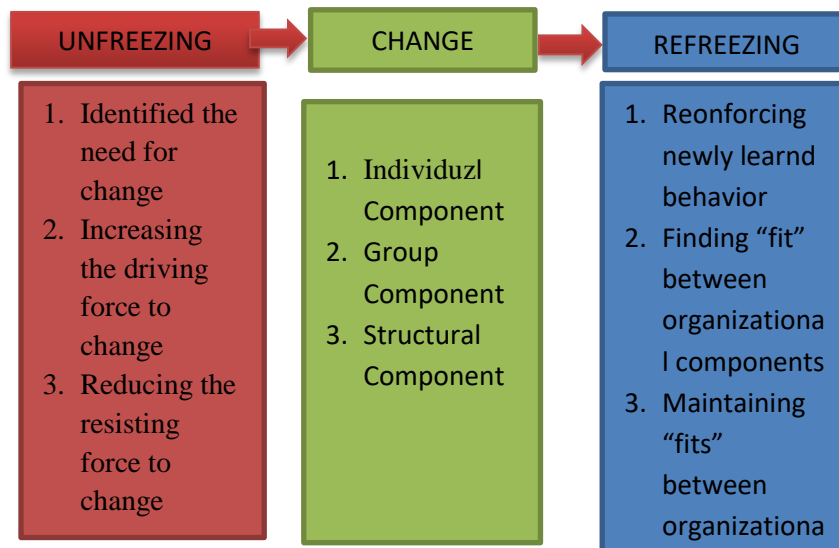 UNFREEZING
CHANGE
REFREEZING
1. Identified the
need for
change
2. Increasing
the driving
force to
change
3. Reducing the
resisting
force to
change
1. Individuzl
Component
2. Group
Component
3. Structural
Component
1. Reonforcing
newly learnd
behavior
2. Finding “fit”
between
organizationa
l components
3. Maintaining
“fits”
between
organizationa